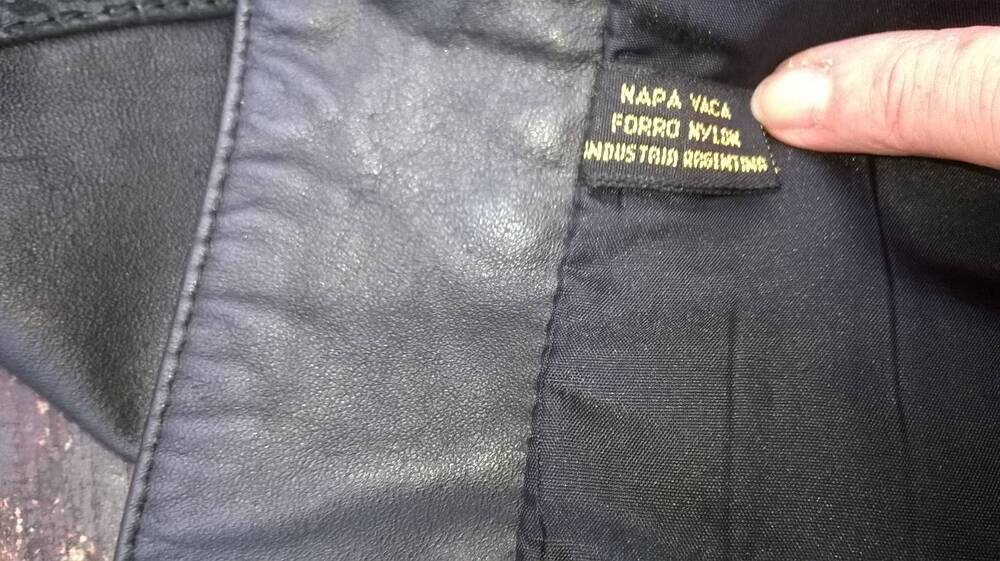 NAPA VACA
FORRO NYLON
INDUSTRIA ARGENTINA